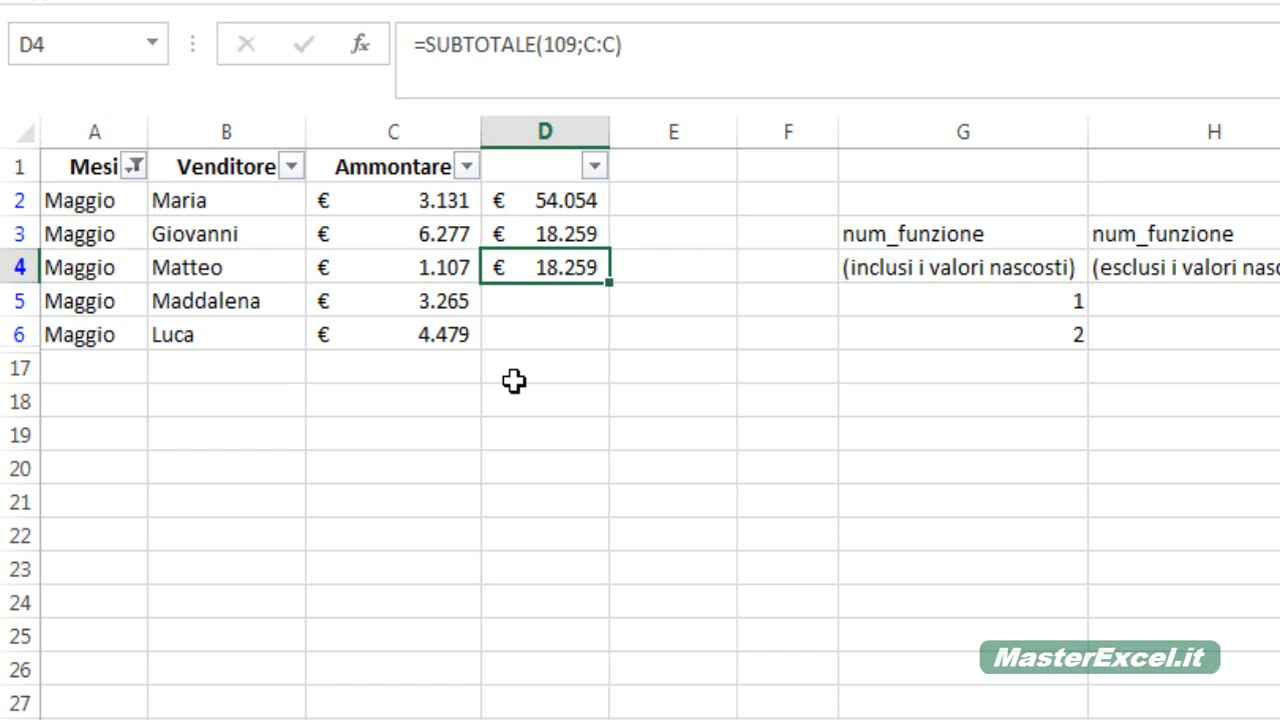 D4 fx =SUBTOTALE(109;C:C)
A B C D E F G H
1 Mesi Venditore Ammontare
2 Maggio Maria € 3.131 € 54.054
3 Maggio Giovanni € 6.277 € 18.259 num_funzione num_funzione
4 Maggio Matteo € 1.107 € 18.259 (inclusi i valori nascosti) (esclusi i valori nasc
5 Maggio Maddalena € 3.265 1
6 Maggio Luca € 4.479 2
17
18
19
20
21
22
23
24
25
MasterExcel.it
26
27